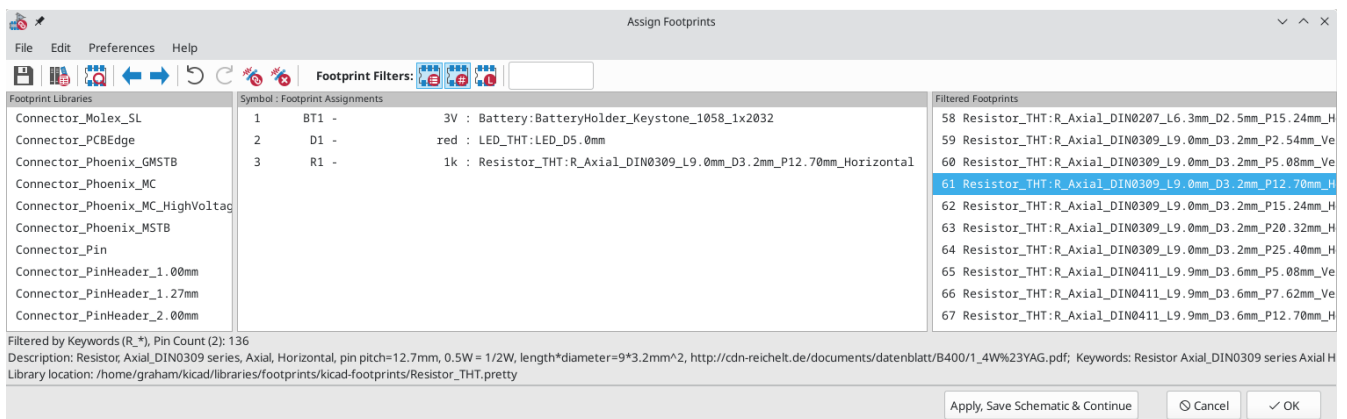 Assign Footprints
File Edit Preferences Help
Footprint Filters:
Footprint Libraries
Connector_Molex_SL
Connector_PCBEdge
Connector_Phoenix_GMSTB
Connector_Phoenix_MC
Connector_Phoenix_MC_HighVoltag
Connector_Phoenix_MSTB
Connector_Pin
Connector_PinHeader_1.00mm
Connector_PinHeader_1.27mm
Connector_PinHeader_2.00mm
Symbol : Footprint Assignments
1 BT1 - 3V : Battery:BatteryHolder_Keystone_1058_1x2032
2 D1 - red : LED_THT:LED_D5.0mm
3 R1 - 1k : Resistor_THT:R_Axial_DIN0309_L9.0mm_D3.2mm_P12.70mm_Horizontal
Filtered Footprints
58 Resistor_THT:R_Axial_DIN0207_L6.3mm_D2.5mm_P15.24mm_H
59 Resistor_THT:R_Axial_DIN0309_L9.0mm_D3.2mm_P2.54mm_Ve
60 Resistor_THT:R_Axial_DIN0309_L9.0mm_D3.2mm_P5.08mm_Ve
61 Resistor_THT:R_Axial_DIN0309_L9.0mm_D3.2mm_P12.70mm_H
62 Resistor_THT:R_Axial_DIN0309_L9.0mm_D3.2mm_P15.24mm_H
63 Resistor_THT:R_Axial_DIN0309_L9.0mm_D3.2mm_P20.32mm_H
64 Resistor_THT:R_Axial_DIN0309_L9.0mm_D3.2mm_P25.40mm_H
65 Resistor_THT:R_Axial_DIN0411_L9.9mm_D3.6mm_P5.08mm_Ve
66 Resistor_THT:R_Axial_DIN0411_L9.9mm_D3.6mm_P7.62mm_Ve
67 Resistor_THT:R_Axial_DIN0411_L9.9mm_D3.6mm_P12.70mm_H
Filtered by Keywords (R_*), Pin Count (2): 136
Description: Resistor, Axial_DIN0309 series, Axial, Horizontal, pin pitch=12.7mm, 0.5W = 1/2W, length*diameter=9*3.2mm^2, http://cdn-reichelt.de/documents/datenblatt/B400/1_4W%23YAG.pdf; Keywords: Resistor Axial_DIN0309 series Axial H
Library location: /home/graham/kicad/libraries/footprints/kicad-footprints/Resistor_THT.pretty
Apply, Save Schematic & Continue Cancel OK